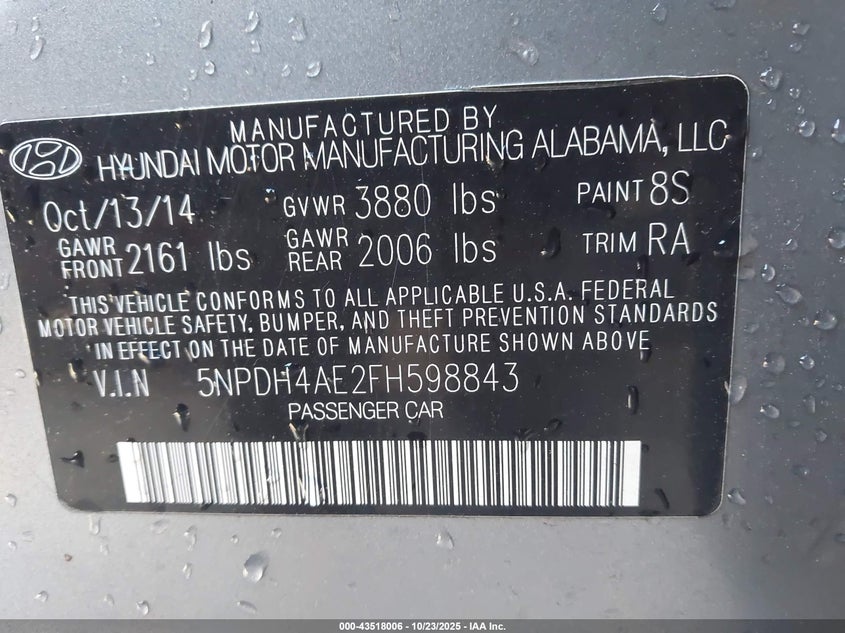 MANUFACTURED BY
HYUNDAI MOTOR MANUFACTURING ALABAMA, LLC
Oct/13/14 GVWR 3880 lbs PAINT 8S
GAWR FRONT 2161 lbs GAWR REAR 2006 lbs TRIM RA
THIS VEHICLE CONFORMS TO ALL APPLICABLE U.S.A. FEDERAL
MOTOR VEHICLE SAFETY, BUMPER, AND THEFT PREVENTION STANDARDS
IN EFFECT ON THE DATE OF MANUFACTURE SHOWN ABOVE
V.I.N 5NPDH4AE2FH598843
PASSENGER CAR
000-43518006 - 10/23/2025 - IAA Inc.